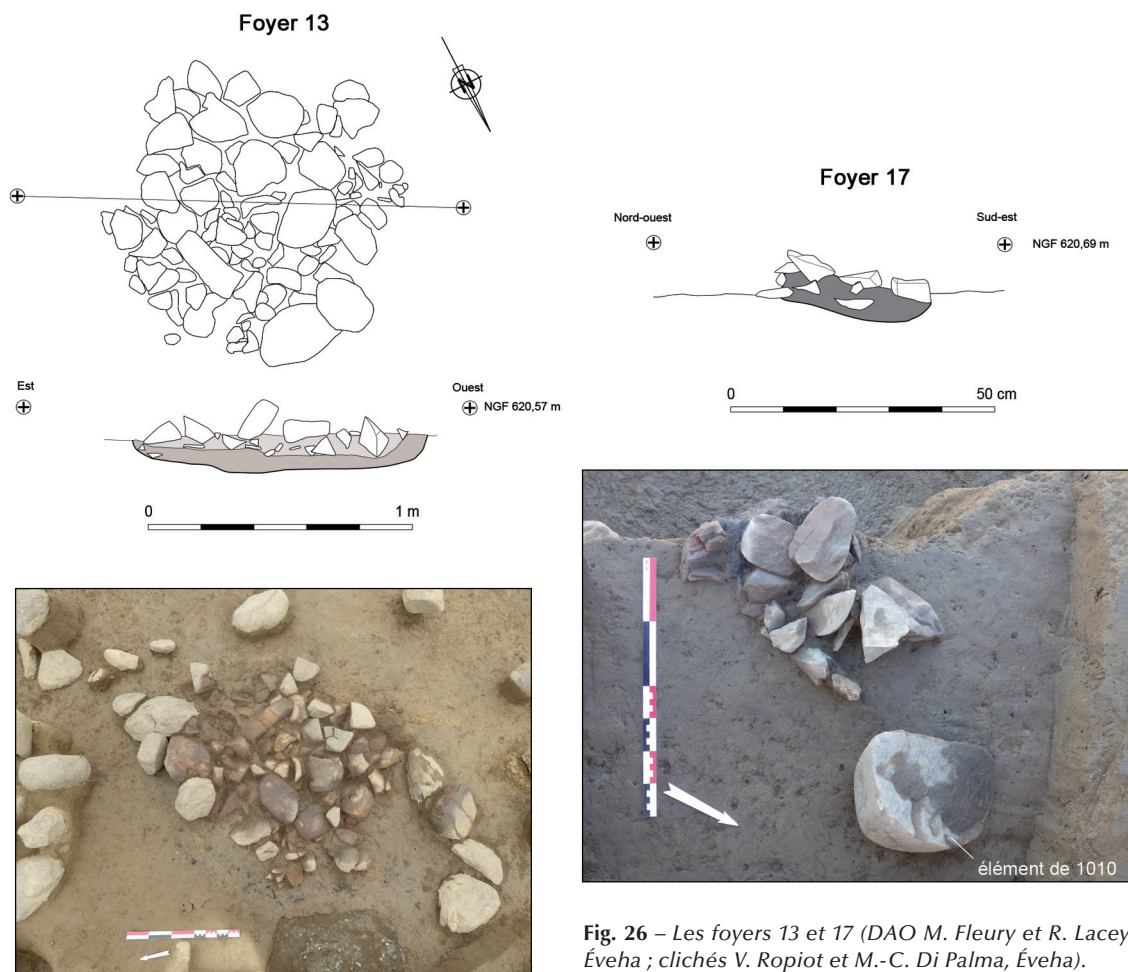 Foyer 13
N
Est
Ouest
NGF 620,57 m
0
1 m
Foyer 17
Nord-ouest
Sud-est
NGF 620,69 m
0
50 cm
élément de 1010
Fig. 26 – Les foyers 13 et 17 (DAO M. Fleury et R. Lacey
Éveha ; clichés V. Ropiot et M.-C. Di Palma, Éveha).